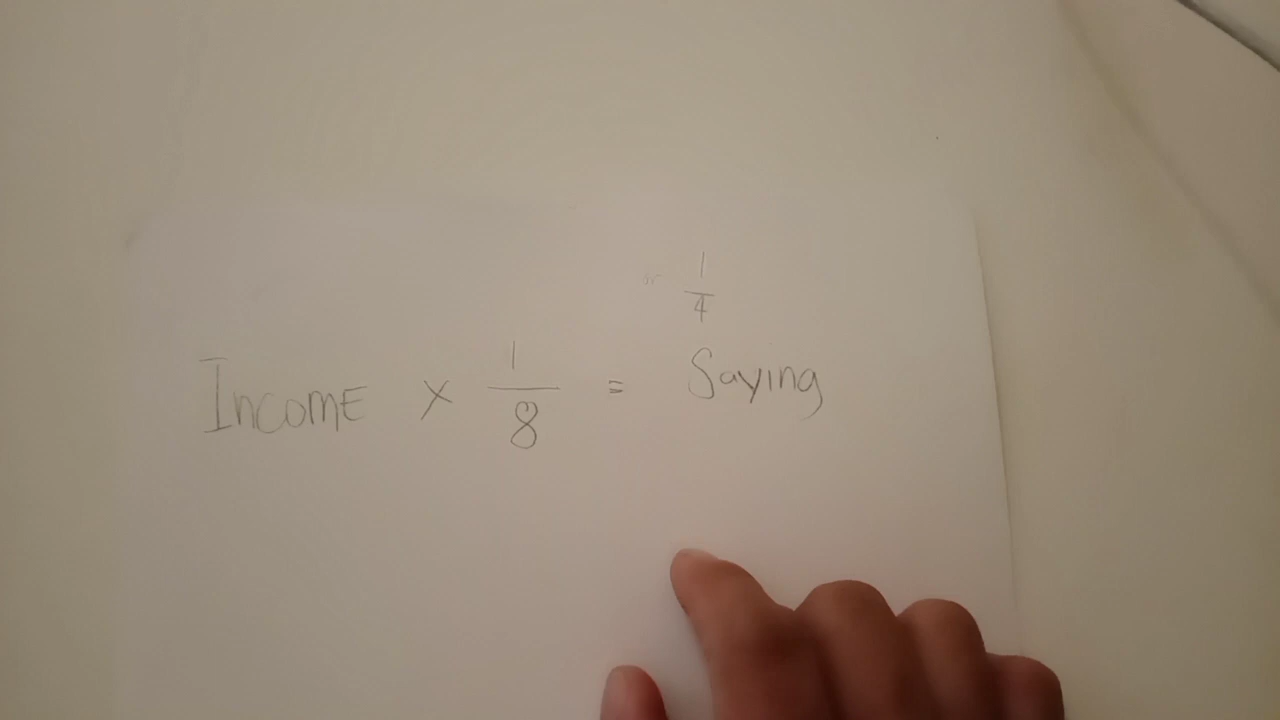 or 1/4
Income x 1/8 = Saying